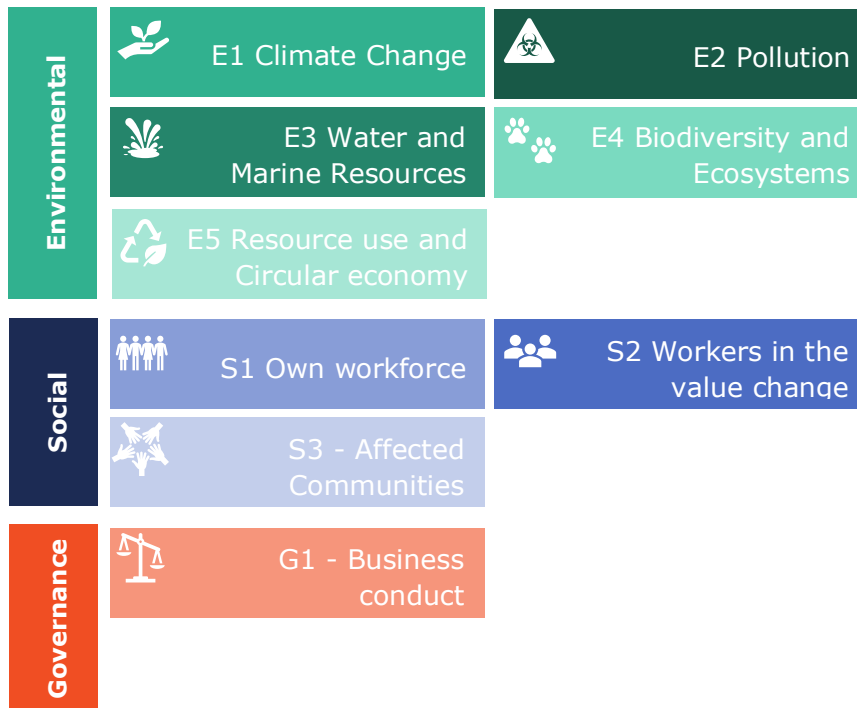 Environmental
E1 Climate Change
E2 Pollution
E3 Water and
Marine Resources
E4 Biodiversity and
Ecosystems
E5 Resource use and
Circular economy
Social
S1 Own workforce
S2 Workers in the
value change
S3 - Affected
Communities
Governance
G1 - Business
conduct